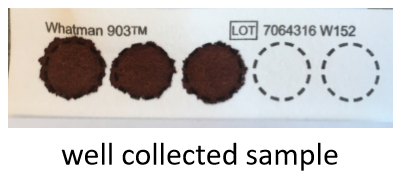 Whatman 903™ LOT 7064316 W152
well collected sample